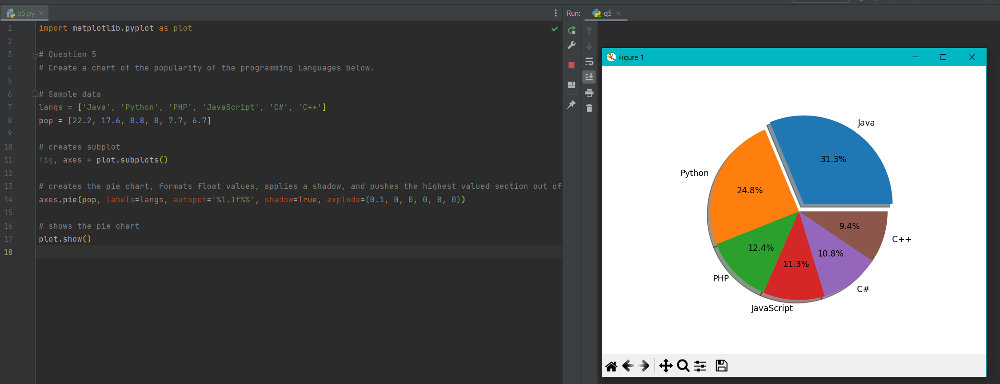 q5.py
1 import matplotlib.pyplot as plot
2
3 # Question 5
4 # Create a chart of the popularity of the programming Languages below.
5
6 # Sample data
7 langs = ['Java', 'Python', 'PHP', 'JavaScript', 'C#', 'C++']
8 pop = [22.2, 17.6, 8.8, 8, 7.7, 6.7]
9
10 # creates subplot
11 fig, axes = plot.subplots()
12
13 # creates the pie chart, formats float values, applies a shadow, and pushes the highest valued section out of
14 axes.pie(pop, labels=langs, autopct='%1.1f%%', shadow=True, explode=(0.1, 0, 0, 0, 0, 0))
15
16 # shows the pie chart
17 plot.show()
18
Run: q5
Figure 1
Java
31.3%
Python
24.8%
9.4%
C++
12.4%
10.8%
11.3%
PHP
C#
JavaScript